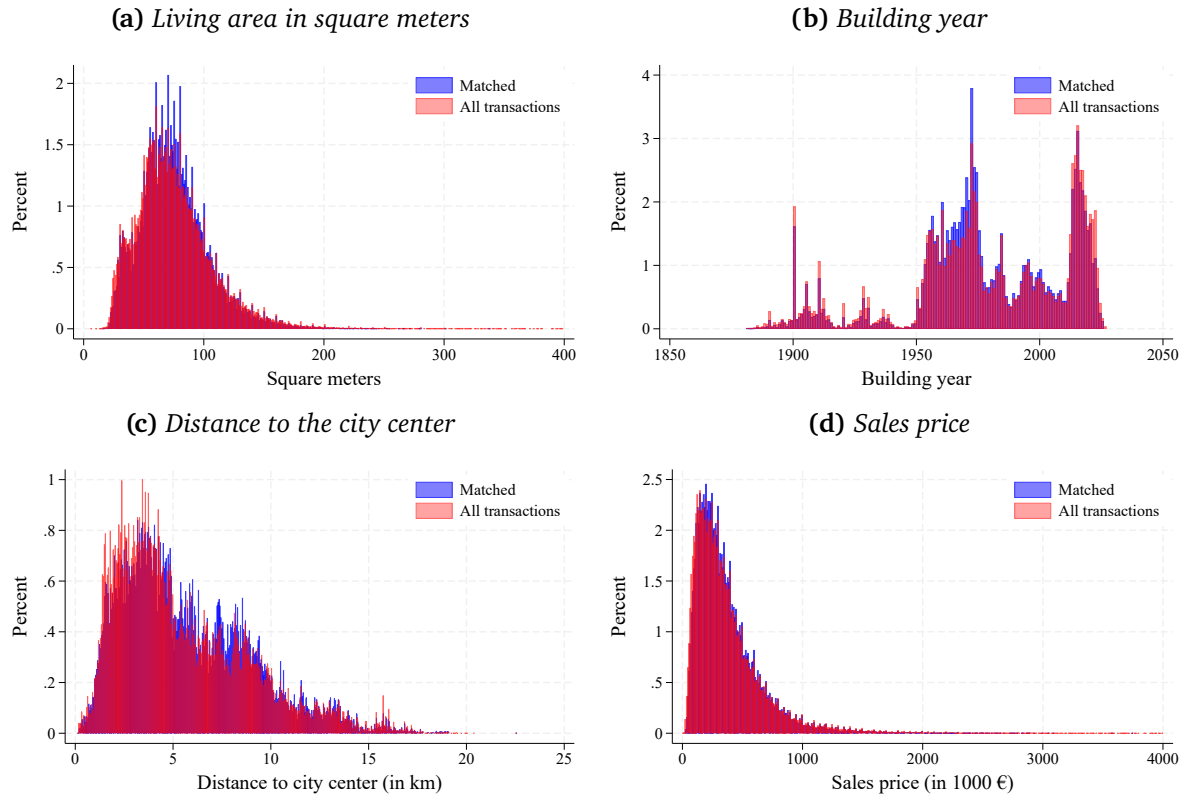 (a) Living area in square meters
2
1.5
1
.5
0
Percent
0 100 200 300 400
Square meters
Matched
All transactions
(b) Building year
4
3
2
1
0
Percent
1850 1900 1950 2000 2050
Building year
Matched
All transactions
(c) Distance to the city center
1
.8
.6
.4
.2
0
Percent
0 5 10 15 20 25
Distance to city center (in km)
Matched
All transactions
(d) Sales price
2.5
2
1.5
1
.5
0
Percent
0 1000 2000 3000 4000
Sales price (in 1000 €)
Matched
All transactions